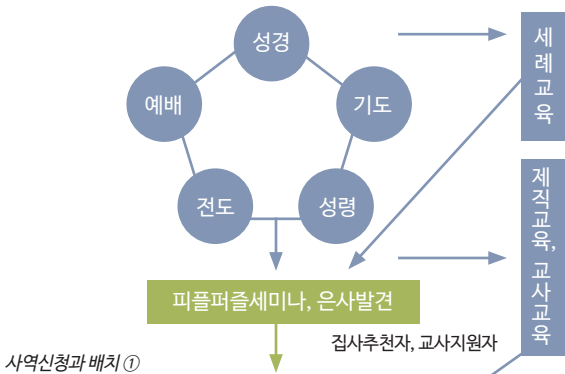 성경
세례교육
예배
기도
전도
성령
제직교육, 교사교육
피플퍼즐세미나, 은사발견
집사추천자, 교사지원자
사역신청과 배치 ①